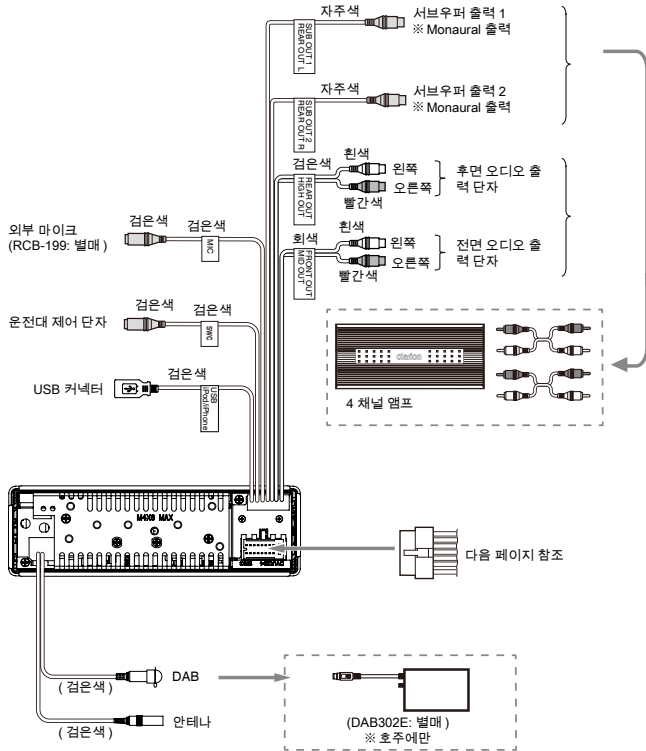 자주색
서브우퍼 출력 1
※ Monaural 출력
SUB OUT 1
REAR OUT L
자주색
서브우퍼 출력 2
※ Monaural 출력
SUB OUT 2
REAR OUT R
검은색
흰색
왼쪽
오른쪽
빨간색
후면 오디오 출
력 단자
REAR OUT
HIGH OUT
회색
흰색
왼쪽
오른쪽
빨간색
전면 오디오 출
력 단자
FRONT OUT
MID OUT
외부 마이크
(RCB-199: 별매)
검은색
검은색
MIC
운전대 제어 단자
검은색
검은색
SWC
USB 커넥터
검은색
USB
iPod/iPhone
clarion
4 채널 앰프
M4X8 MAX
다음 페이지 참조
(검은색)
DAB
(검은색)
안테나
(DAB302E: 별매)
※ 호주에만